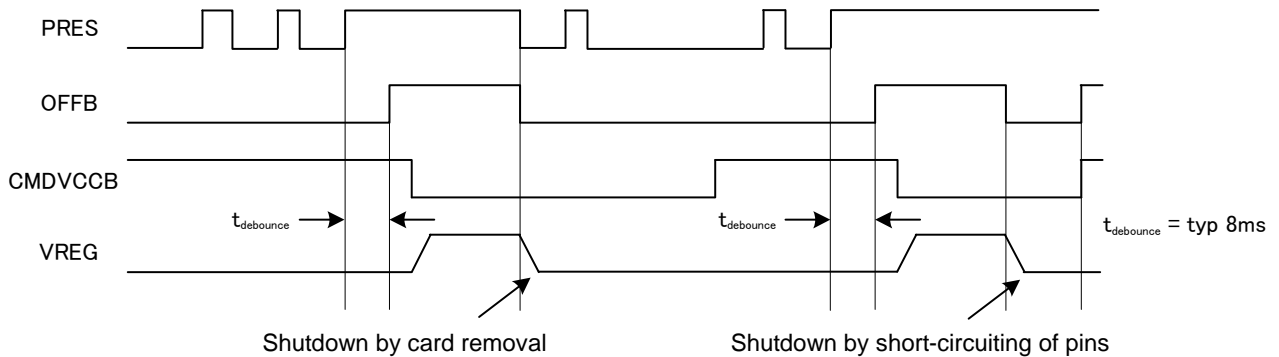 PRES
OFFB
CMDVCCB
tdebounce
tdebounce
tdebounce = typ 8ms
VREG
Shutdown by card removal
Shutdown by short-circuiting of pins